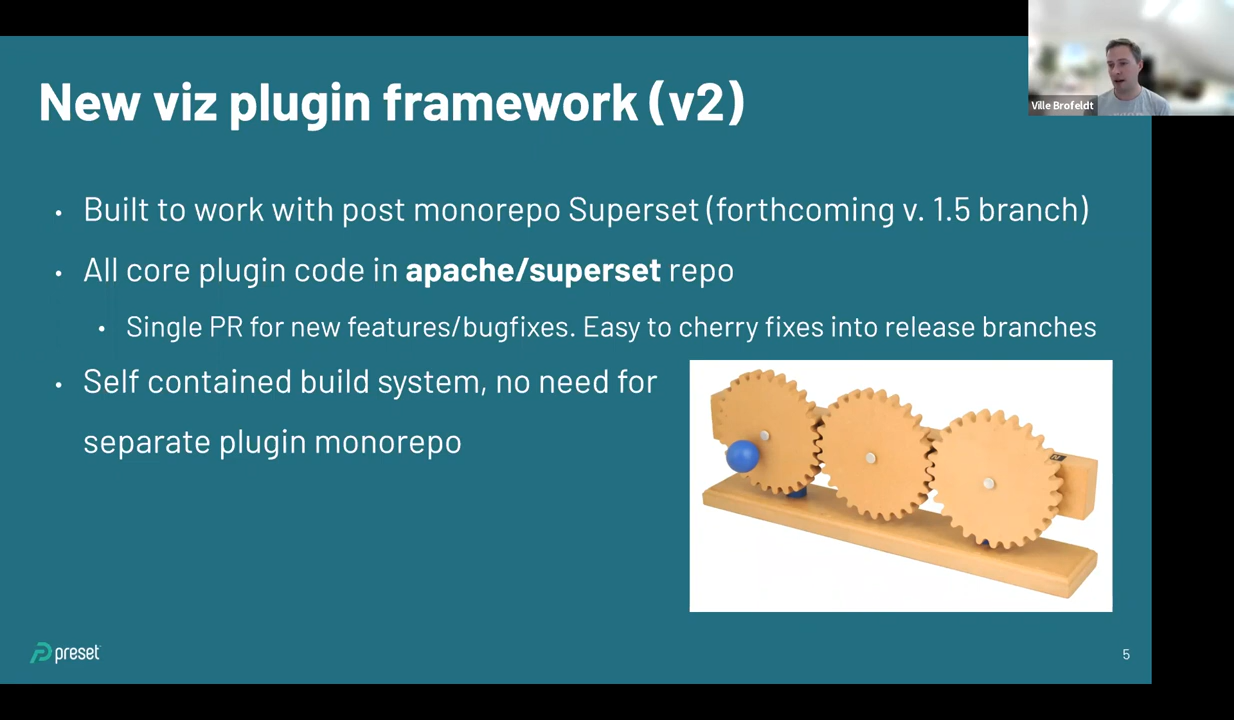 New viz plugin framework (v2)
Ville Brofeldt
• Built to work with post monorepo Superset (forthcoming v. 1.5 branch)
• All core plugin code in apache/superset repo
• Single PR for new features/bugfixes. Easy to cherry fixes into release branches
• Self contained build system, no need for
separate plugin monorepo
preset
5